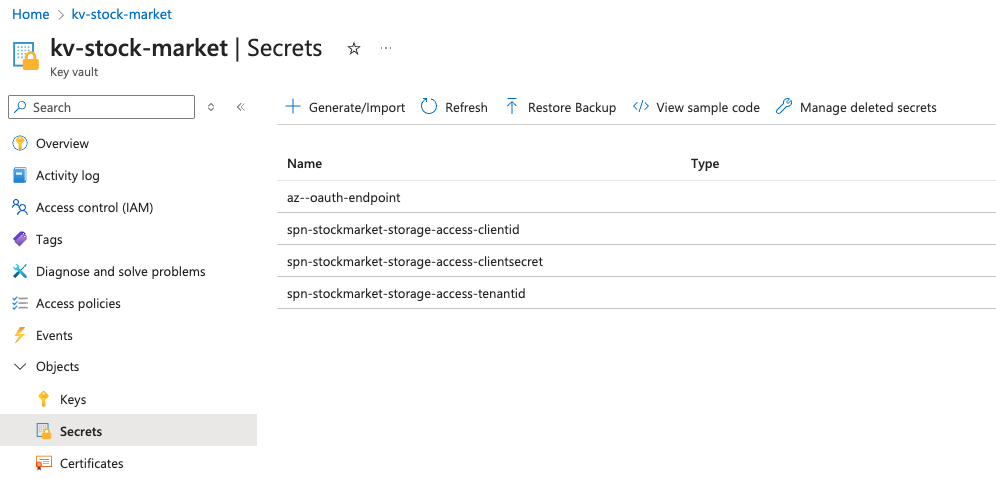 Home > kv-stock-market
kv-stock-market | Secrets
Key vault
Search
Generate/Import Refresh Restore Backup View sample code Manage deleted secrets
Overview
Activity log
Access control (IAM)
Tags
Diagnose and solve problems
Access policies
Events
Objects
Keys
Secrets
Certificates
Name Type
az--oauth-endpoint
spn-stockmarket-storage-access-clientid
spn-stockmarket-storage-access-clientsecret
spn-stockmarket-storage-access-tenantid